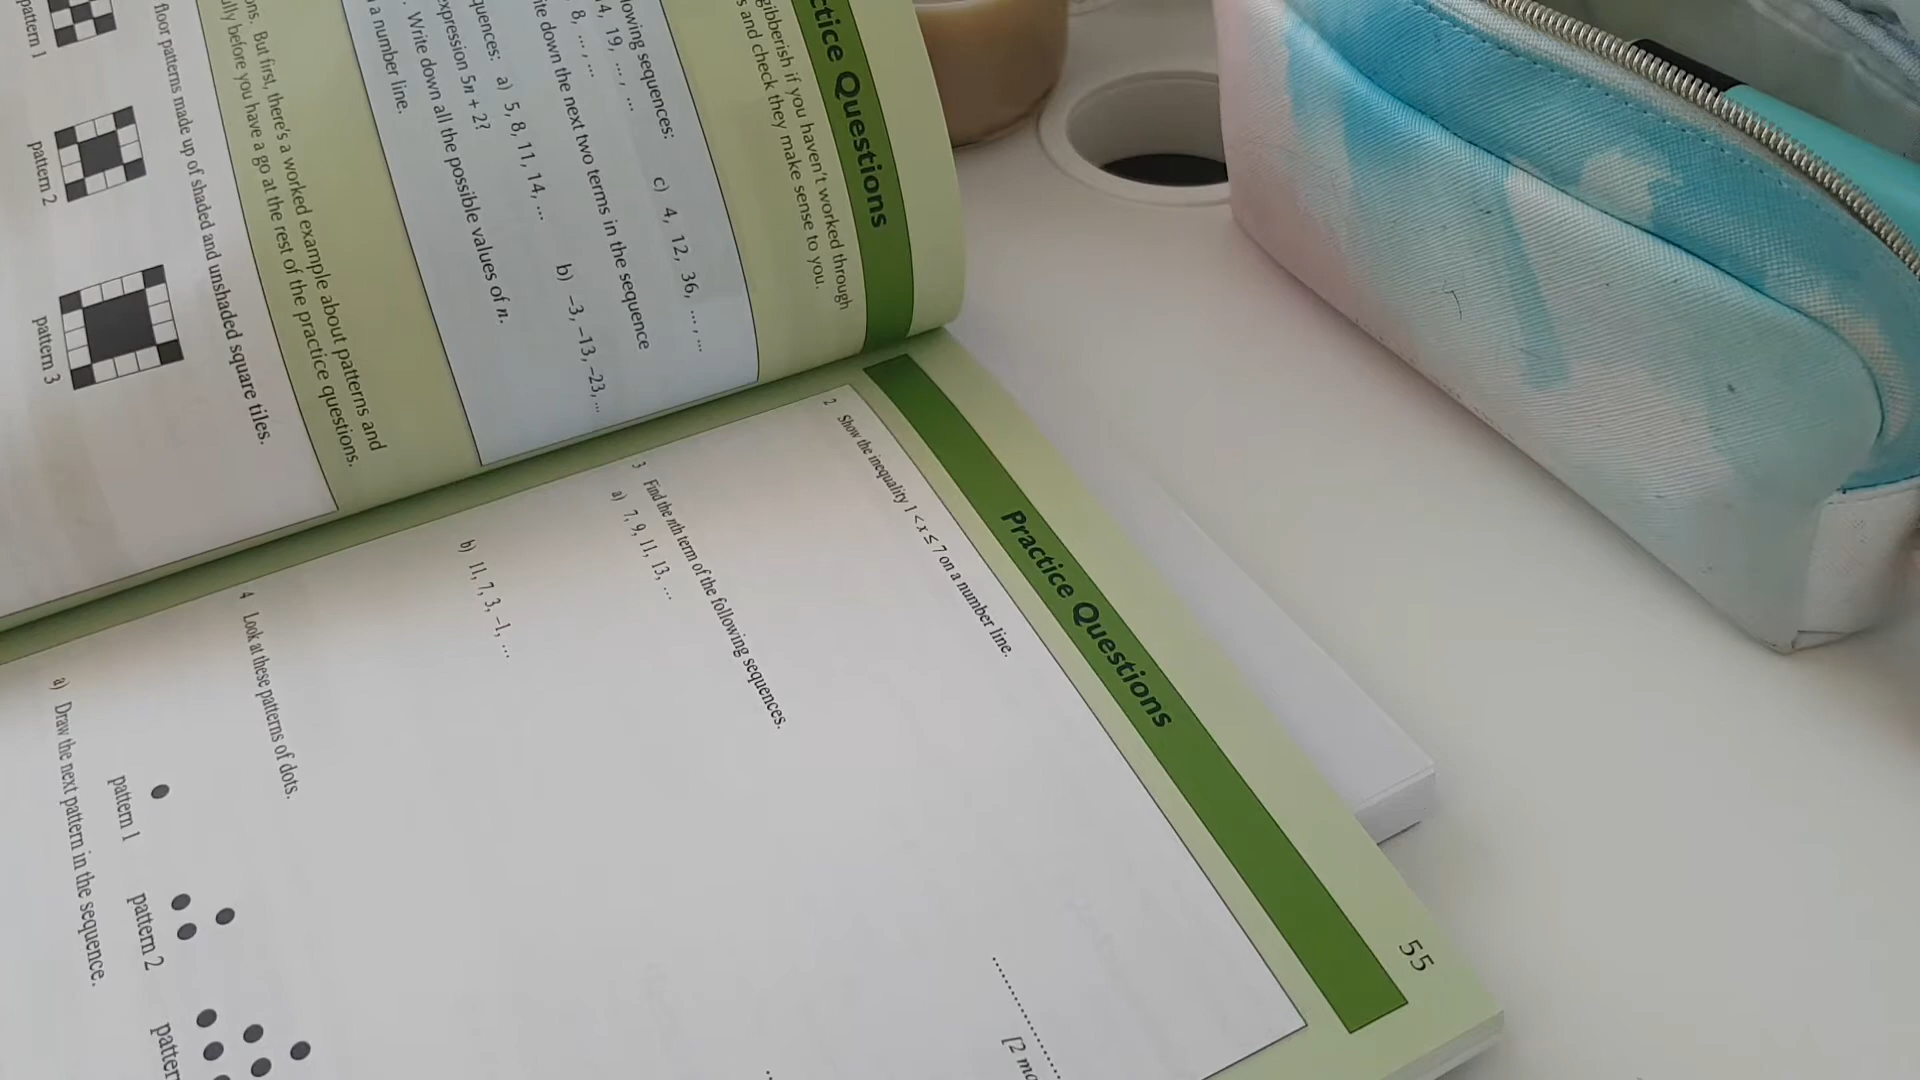 ctice Questions
gibberish if you haven't worked through
s and check they make sense to you.
lowing sequences:
4, 19, ... , ...
c) 4, 12, 36, ... , ...
ite down the next two terms in the sequence
8, ... , ...
quences: a) 5, 8, 11, 14, ...
b) –3, –13, –23, ...
expression 5n + 2?
. Write down all the possible values of n.
a number line.
ons. But first, there's a worked example about patterns and
ully before you have a go at the rest of the practice questions.
floor patterns made up of shaded and unshaded square tiles.
pattern 1
pattern 2
pattern 3
Practice Questions
55
2 Show the inequality 1 < x ≤ 7 on a number line.
[2
3 Find the nth term of the following sequences.
a) 7, 9, 11, 13, ...
b) 11, 7, 3, –1, ...
4 Look at these patterns of dots.
pattern 1
pattern 2
patter
a) Draw the next pattern in the sequence.